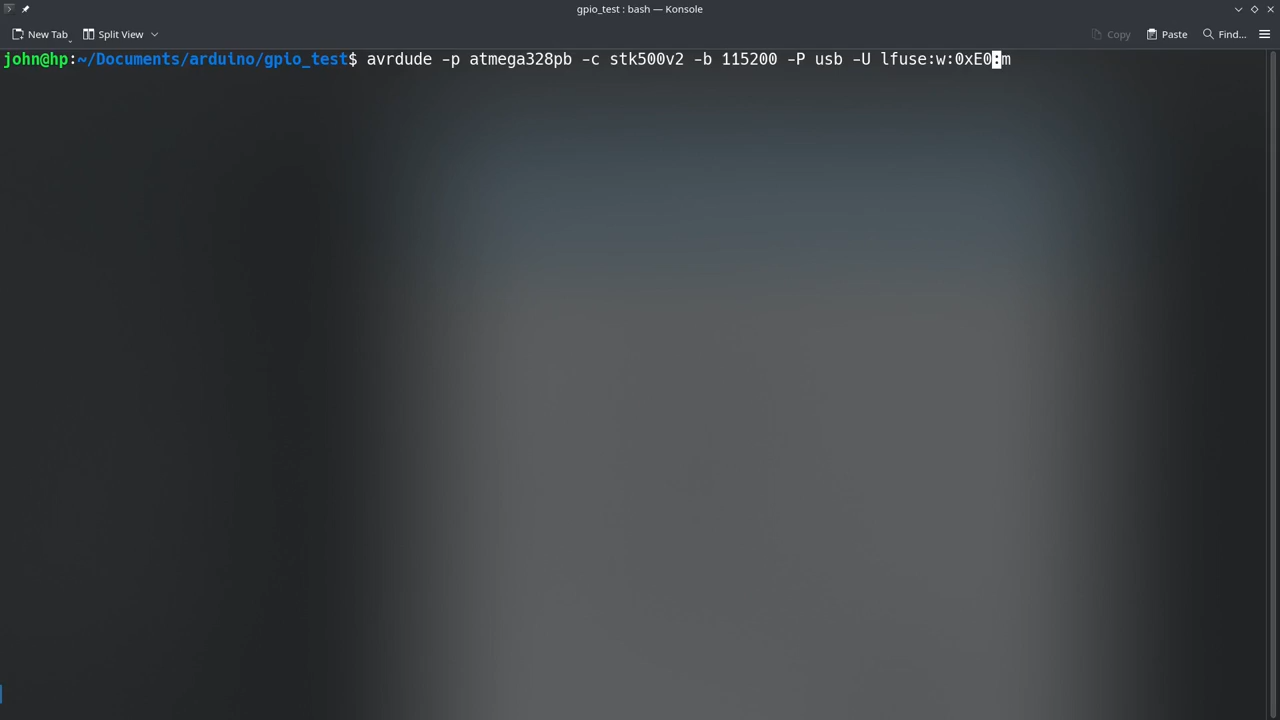 gpio_test : bash — Konsole
New Tab Split View Copy Paste Find...
john@hp:~/Documents/arduino/gpio_test$ avrdude -p atmega328pb -c stk500v2 -b 115200 -P usb -U lfuse:w:0xE0:m